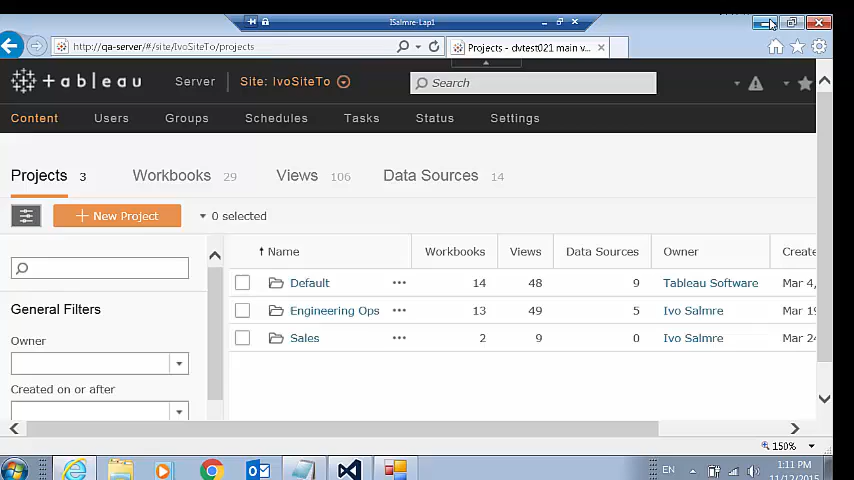 ISalmre-Lap1
http://qa-server/#/site/IvoSiteTo/projects
Projects - dvtest021 main v...
+ableau Server Site: IvoSiteTo Search
Content Users Groups Schedules Tasks Status Settings
Projects 3 Workbooks 29 Views 106 Data Sources 14
+ New Project 0 selected
Name Workbooks Views Data Sources Owner Create
Default ... 14 48 9 Tableau Software Mar 4,
General Filters
Engineering Ops ... 13 49 5 Ivo Salmre Mar 19
Owner
Sales ... 2 9 0 Ivo Salmre Mar 24
Created on or after
150%
EN
1:11 PM
11/12/2015